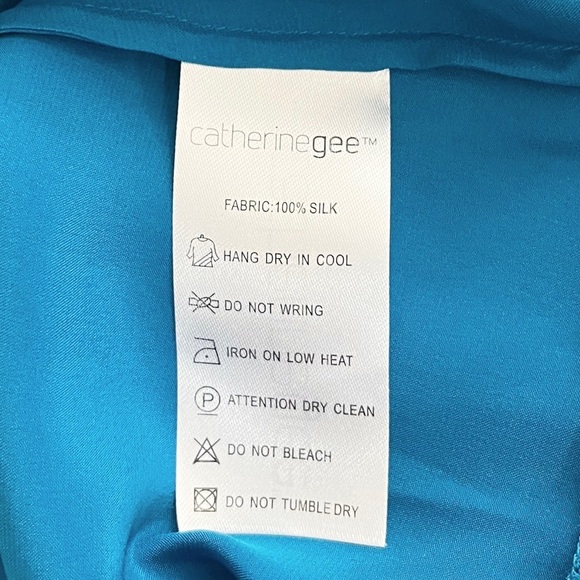 catherinegee™
FABRIC:100% SILK
HANG DRY IN COOL
DO NOT WRING
IRON ON LOW HEAT
P ATTENTION DRY CLEAN
DO NOT BLEACH
DO NOT TUMBLE DRY